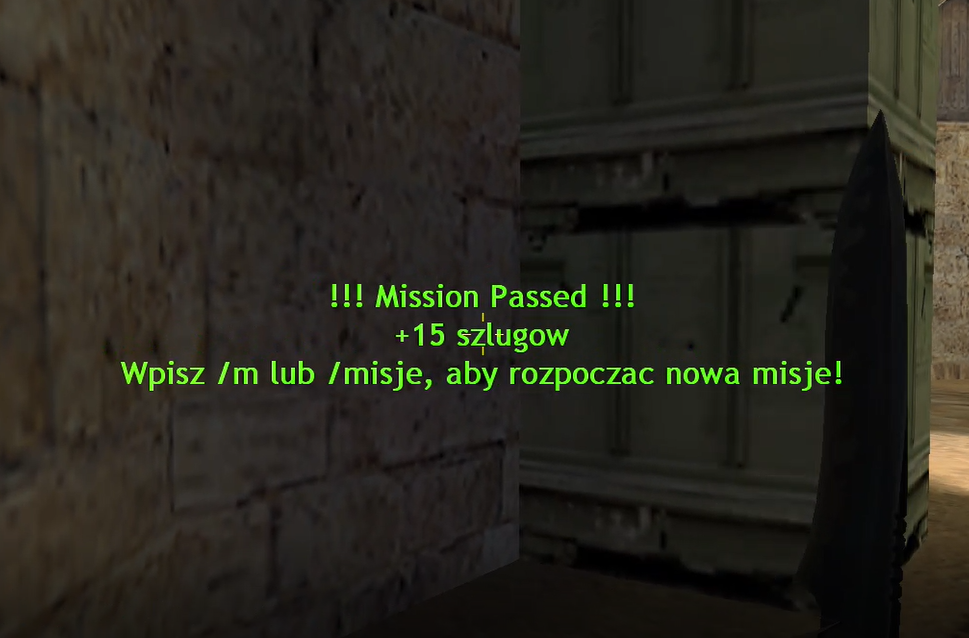 !!! Mission Passed !!!
+15 szlugow
Wpisz /m lub /misje, aby rozpoczac nowa misje!